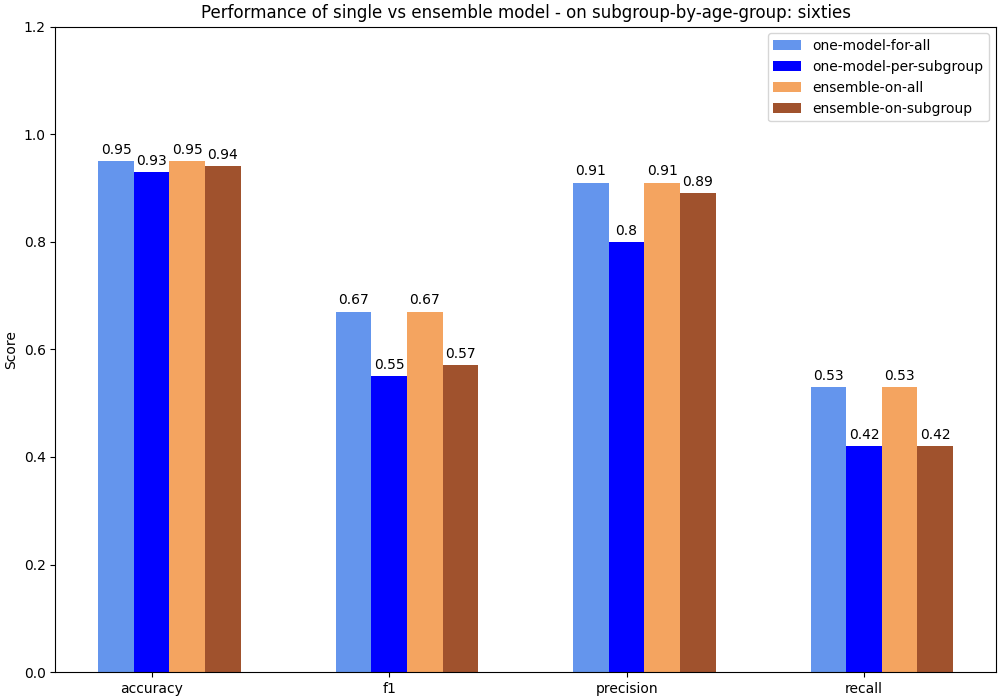 Performance of single vs ensemble model - on subgroup-by-age-group: sixties
1.2
1.0
0.8
0.6
0.4
0.2
0.0
Score
one-model-for-all
one-model-per-subgroup
ensemble-on-all
ensemble-on-subgroup
0.95
0.93
0.95
0.94
0.67
0.55
0.67
0.57
0.91
0.8
0.91
0.89
0.53
0.42
0.53
0.42
accuracy
f1
precision
recall